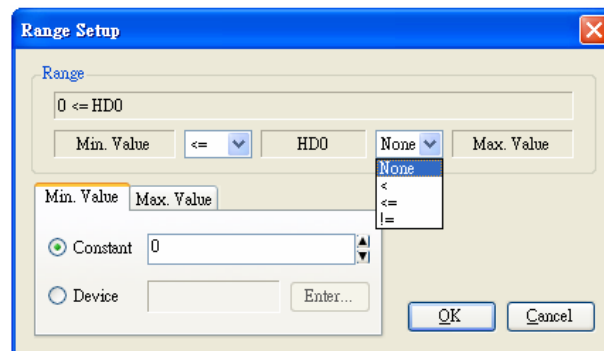 Range Setup
Range
0 <= HD0
Min. Value <= HD0 None Max. Value
None
<
<=
!=
Min. Value Max. Value
Constant 0
Device Enter...
OK Cancel